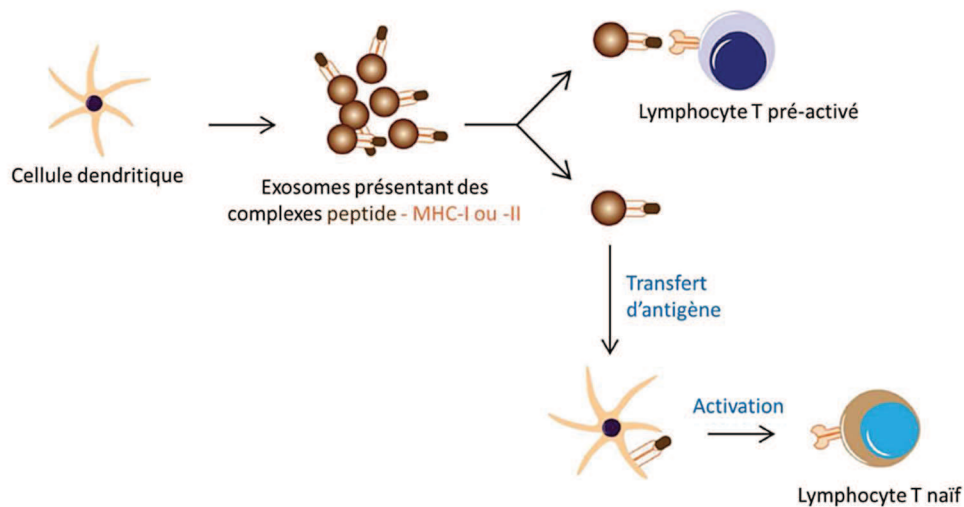 Lymphocyte T pré-activé
Cellule dendritique
Exosomes présentant des
complexes peptide - MHC-I ou -II
Transfert
d'antigène
Activation
Lymphocyte T naïf